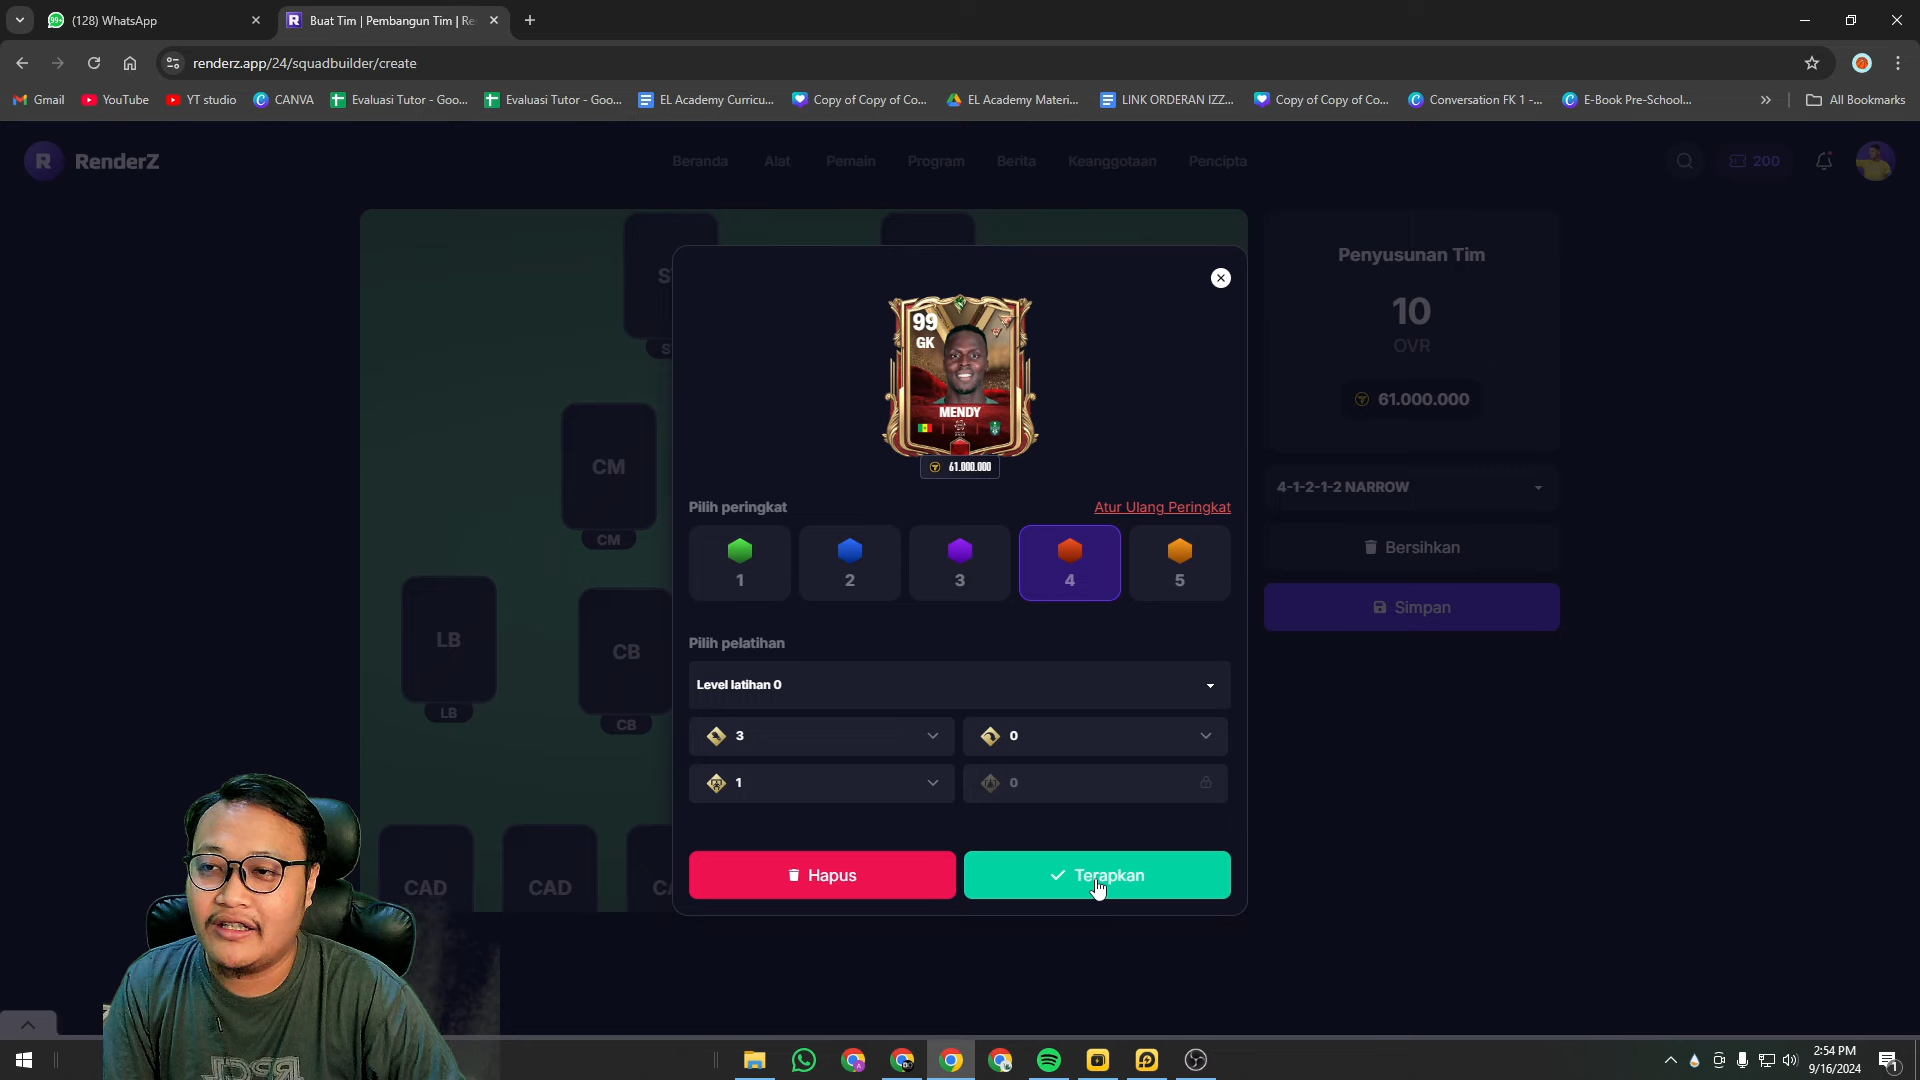 (128) WhatsApp
Buat Tim | Pembangun Tim | Re
renderz.app/24/squadbuilder/create
Gmail
YouTube
YT studio
CANVA
Evaluasi Tutor - Goo...
Evaluasi Tutor - Goo...
EL Academy Curricu...
Copy of Copy of Co...
EL Academy Materi...
LINK ORDERAN IZZ...
Copy of Copy of Co...
Conversation FK 1 -...
E-Book Pre-School...
All Bookmarks
R RenderZ
Beranda
Alat
Pemain
Program
Berita
Keanggotaan
Pencipta
200
Penyusunan Tim
10
OVR
61.000.000
4-1-2-1-2 NARROW
Bersihkan
Simpan
99
GK
MENDY
61.000.000
Pilih peringkat
Atur Ulang Peringkat
1
2
3
4
5
Pilih pelatihan
Level latihan 0
3
0
1
0
Hapus
Terapkan
CM
CM
LB
LB
CB
CB
CAD
CAD
2:54 PM
9/16/2024